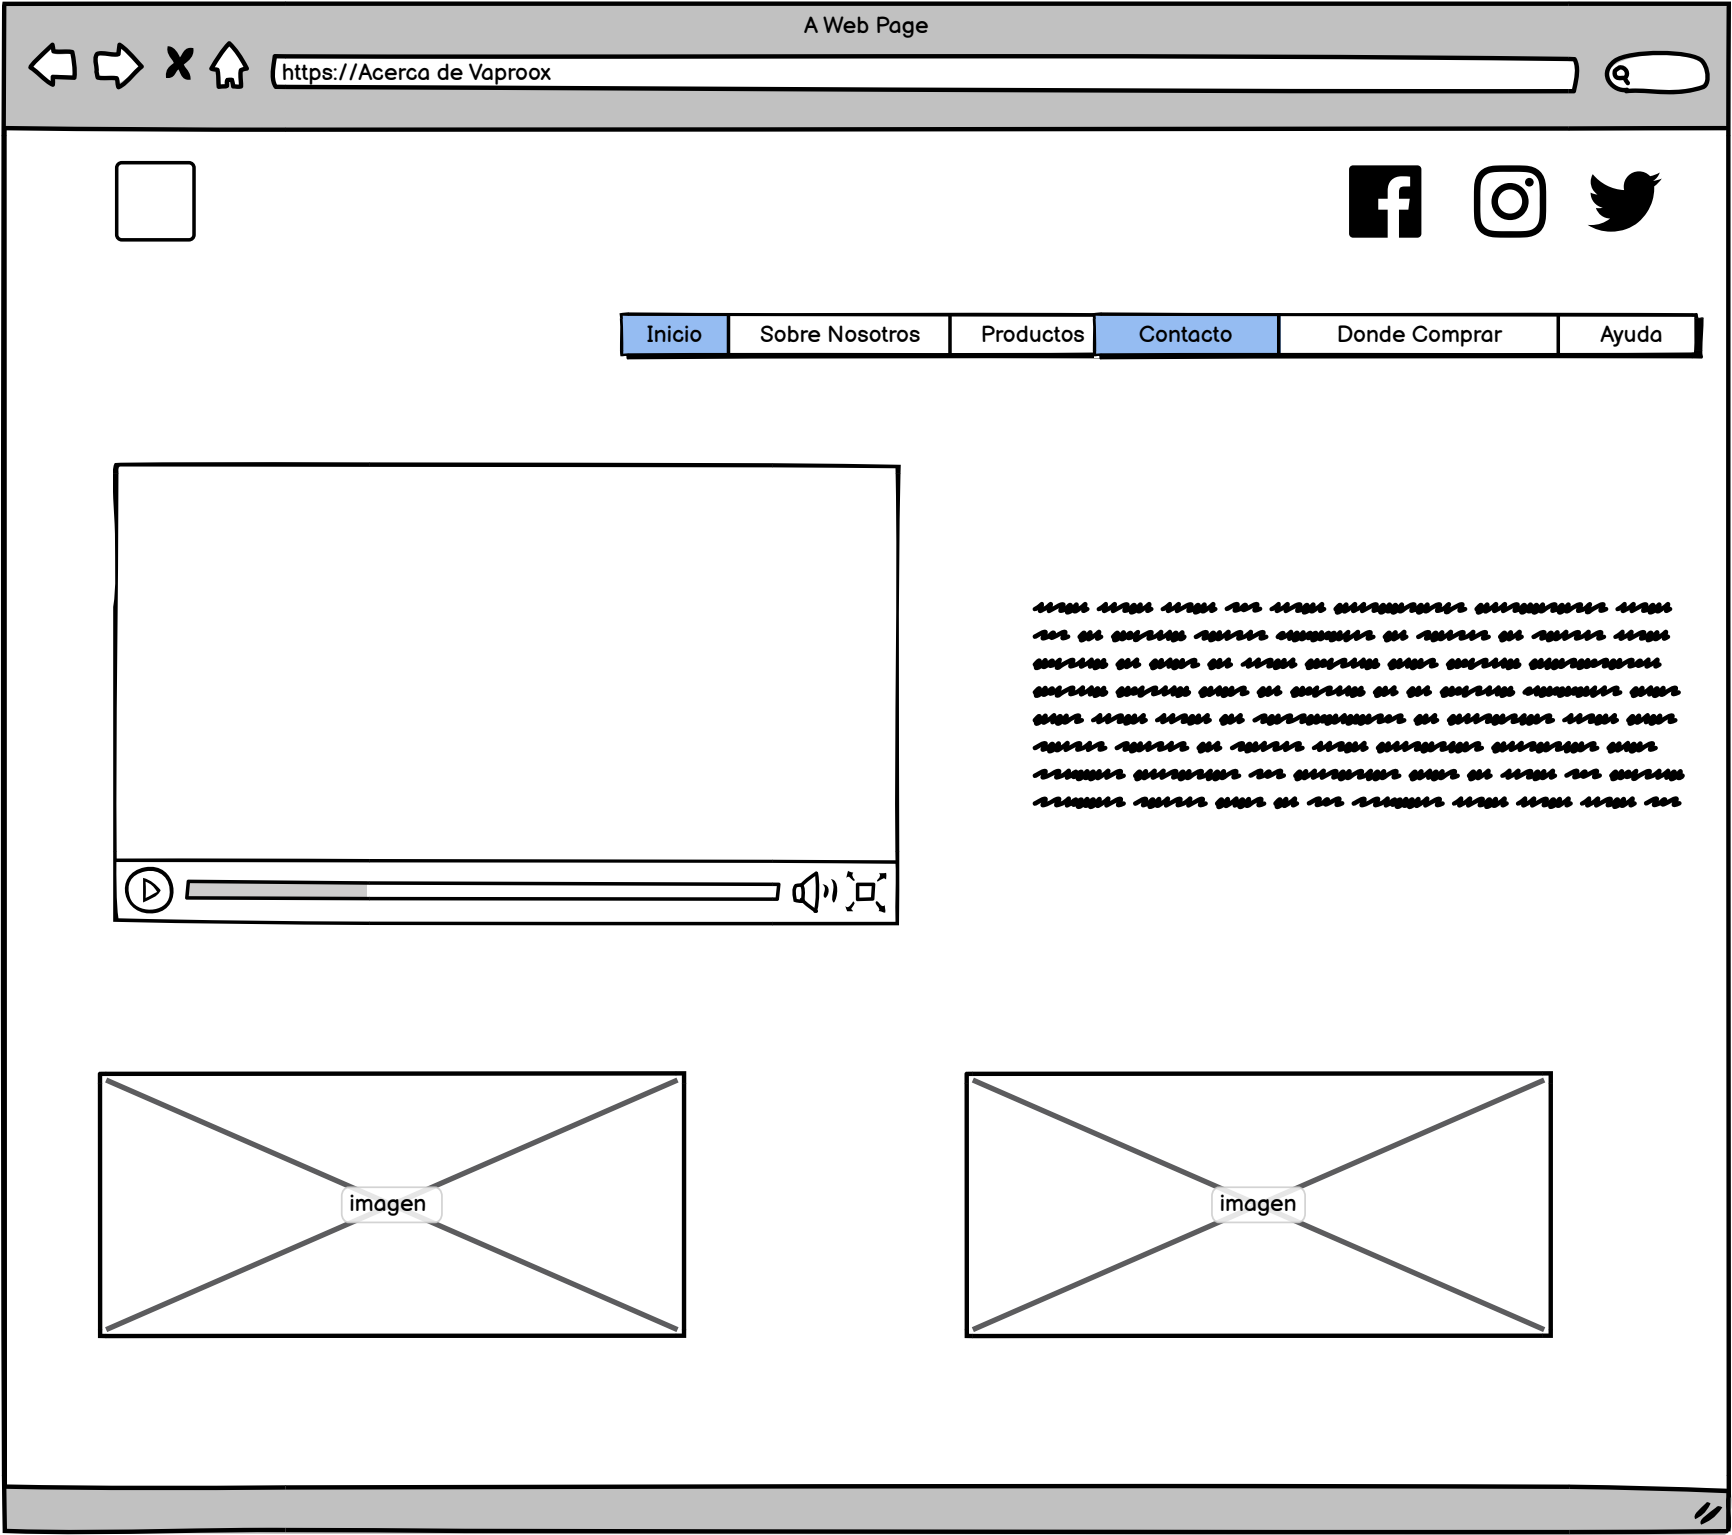 A Web Page
https://Acerca de Vaproox
Inicio Sobre Nosotros Productos Contacto Donde Comprar Ayuda
imagen imagen